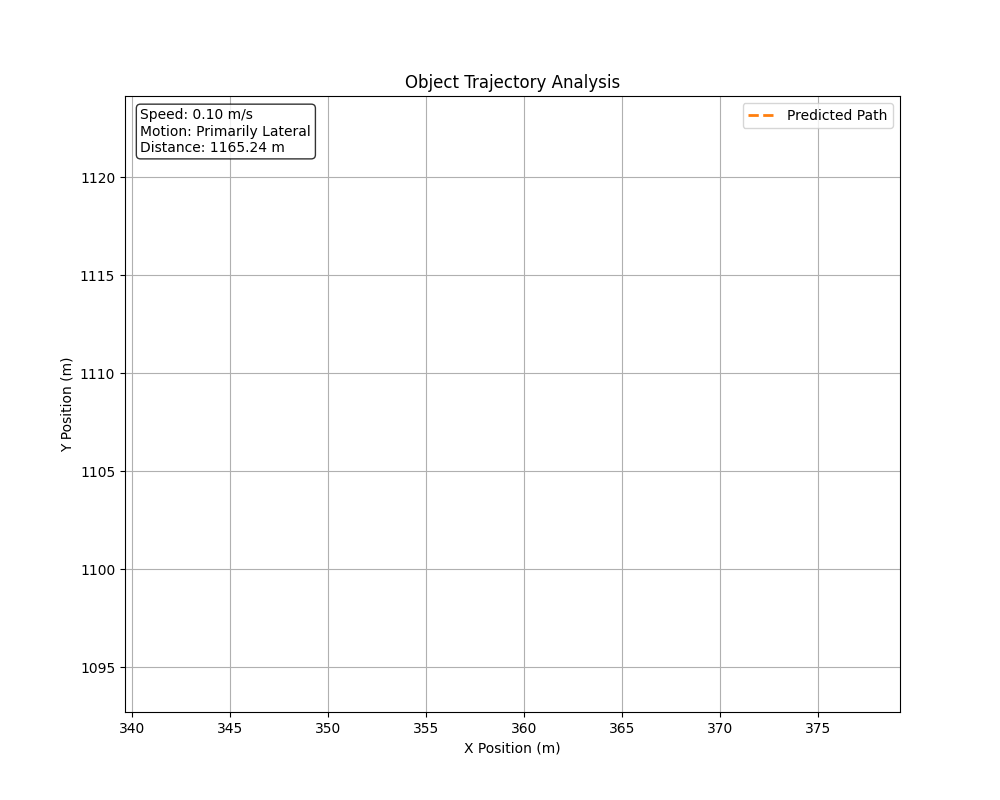 Object Trajectory Analysis
Speed: 0.10 m/s
Motion: Primarily Lateral
Distance: 1165.24 m
Predicted Path
1120
1115
1110
1105
1100
1095
Y Position (m)
340 345 350 355 360 365 370 375
X Position (m)